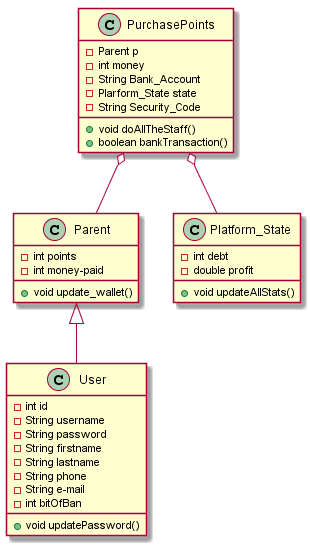 C PurchasePoints
Parent p
int money
String Bank_Account
Plarform_State state
String Security_Code
void doAllTheStaff()
boolean bankTransaction()
C Parent
int points
int money-paid
void update_wallet()
C Platform_State
int debt
double profit
void updateAllStats()
C User
int id
String username
String password
String firstname
String lastname
String phone
String e-mail
int bitOfBan
void updatePassword()